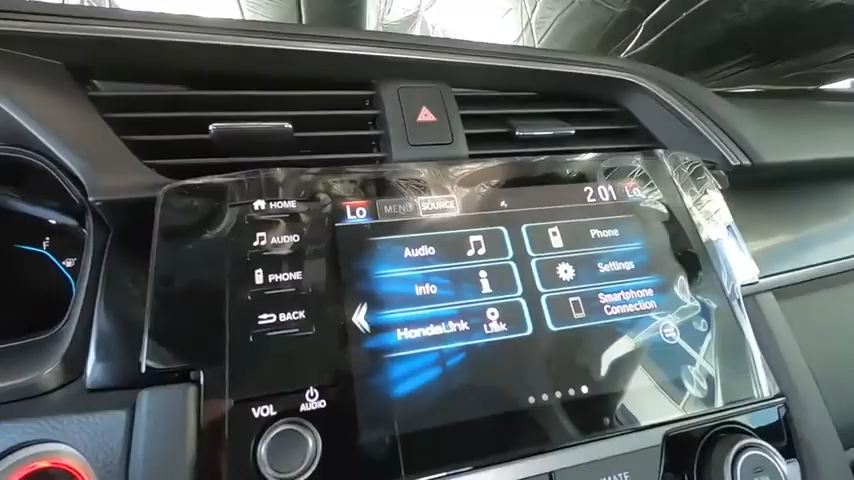 HOME
Lo
MENU
SOURCE
2:01
Lo
AUDIO
PHONE
BACK
Audio
Phone
Info
Settings
HondaLink
Link
Smartphone
Connection
VOL
AUDIO
F